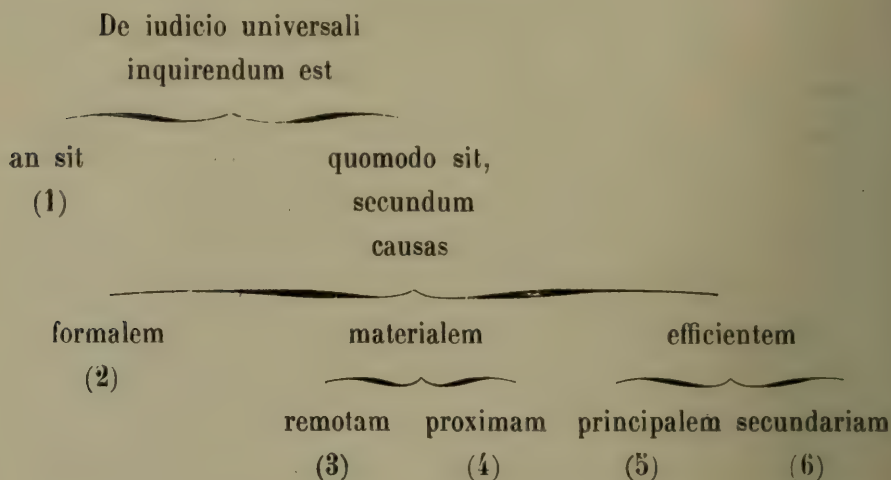 De iudicio universali
inquirendum est
an sit
(1)
quomodo sit,
secundum
causas
formalem
(2)
materialem
efficientem
remotam
(3)
proximam
(4)
principalem
(5)
secundariam
(6)